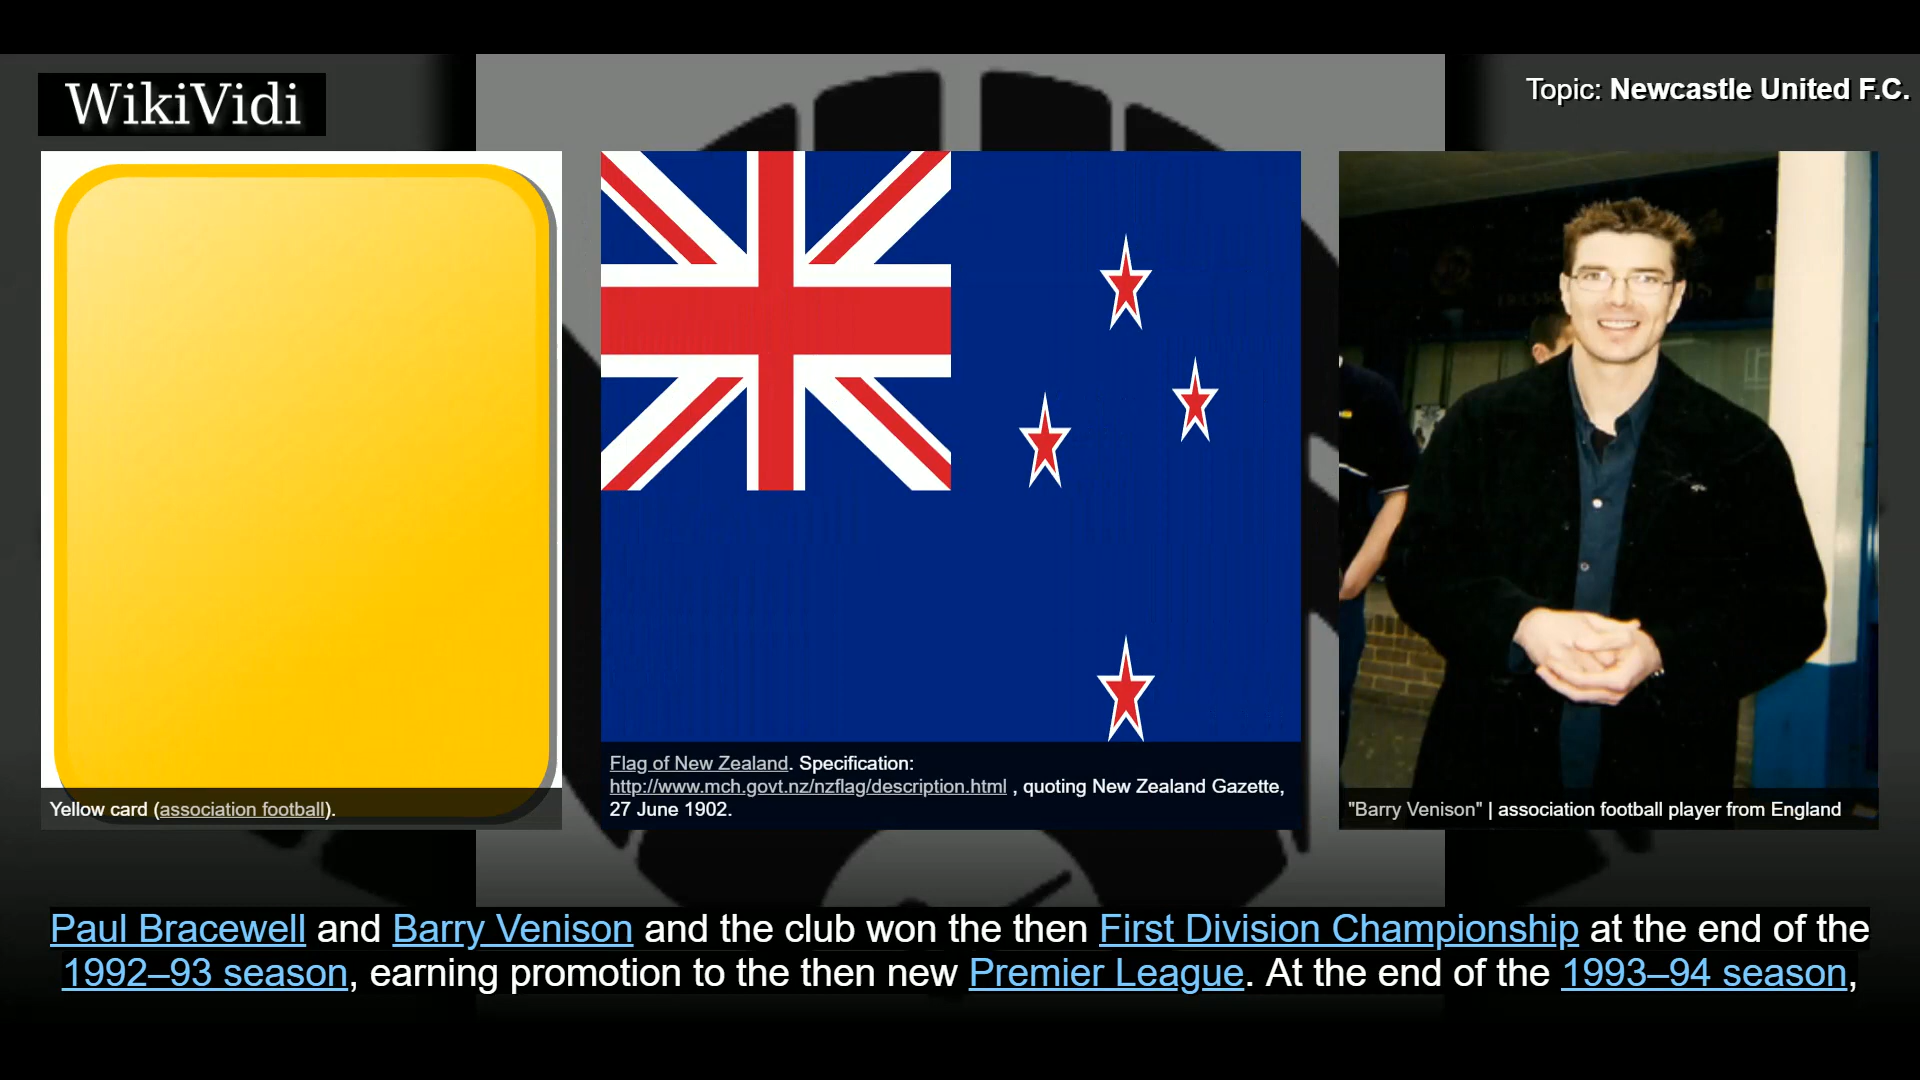 WikiVidi
Topic: Newcastle United F.C.
Yellow card (association football).
Flag of New Zealand. Specification:
http://www.mch.govt.nz/nzflag/description.html , quoting New Zealand Gazette,
27 June 1902.
"Barry Venison" | association football player from England
Paul Bracewell and Barry Venison and the club won the then First Division Championship at the end of the
1992–93 season, earning promotion to the then new Premier League. At the end of the 1993–94 season,